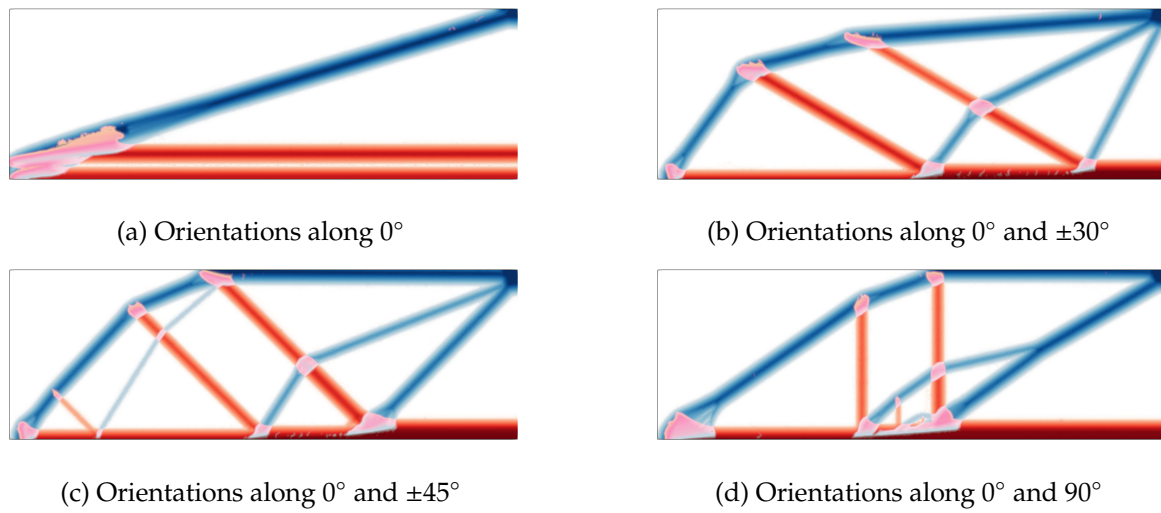 (a) Orientations along 0°
(b) Orientations along 0° and ±30°
(c) Orientations along 0° and ±45°
(d) Orientations along 0° and 90°